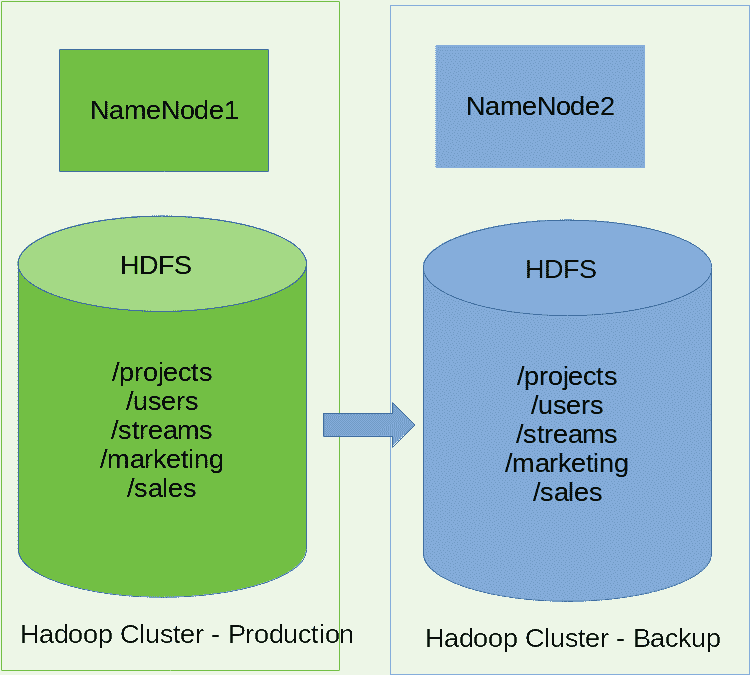 NameNode1
HDFS
/projects
/users
/streams
/marketing
/sales
Hadoop Cluster - Production
NameNode2
HDFS
/projects
/users
/streams
/marketing
/sales
Hadoop Cluster - Backup